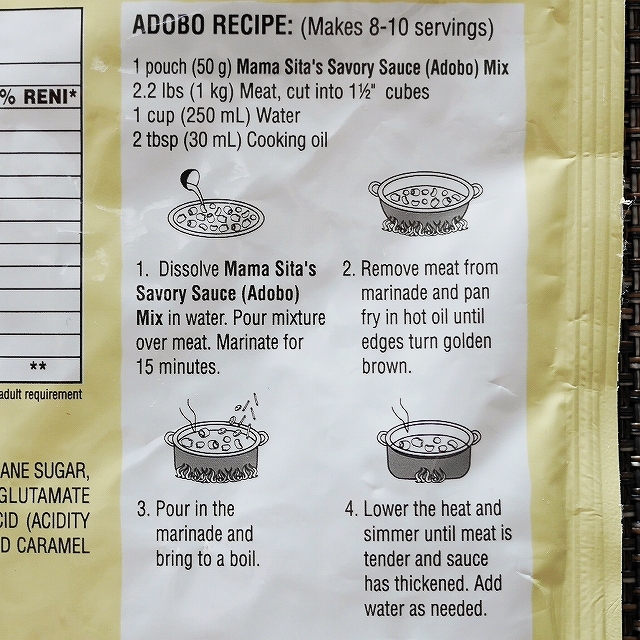 ADOBO RECIPE: (Makes 8-10 servings)
1 pouch (50 g) Mama Sita's Savory Sauce (Adobo) Mix
2.2 lbs (1 kg) Meat, cut into 1½" cubes
1 cup (250 mL) Water
2 tbsp (30 mL) Cooking oil
1. Dissolve Mama Sita's
Savory Sauce (Adobo)
Mix in water. Pour mixture
over meat. Marinate for
15 minutes.
2. Remove meat from
marinade and pan
fry in hot oil until
edges turn golden
brown.
3. Pour in the
marinade and
bring to a boil.
4. Lower the heat and
simmer until meat is
tender and sauce
has thickened. Add
water as needed.
% RENI*
**
adult requirement
ANE SUGAR,
GLUTAMATE
CID (ACIDITY
D CARAMEL